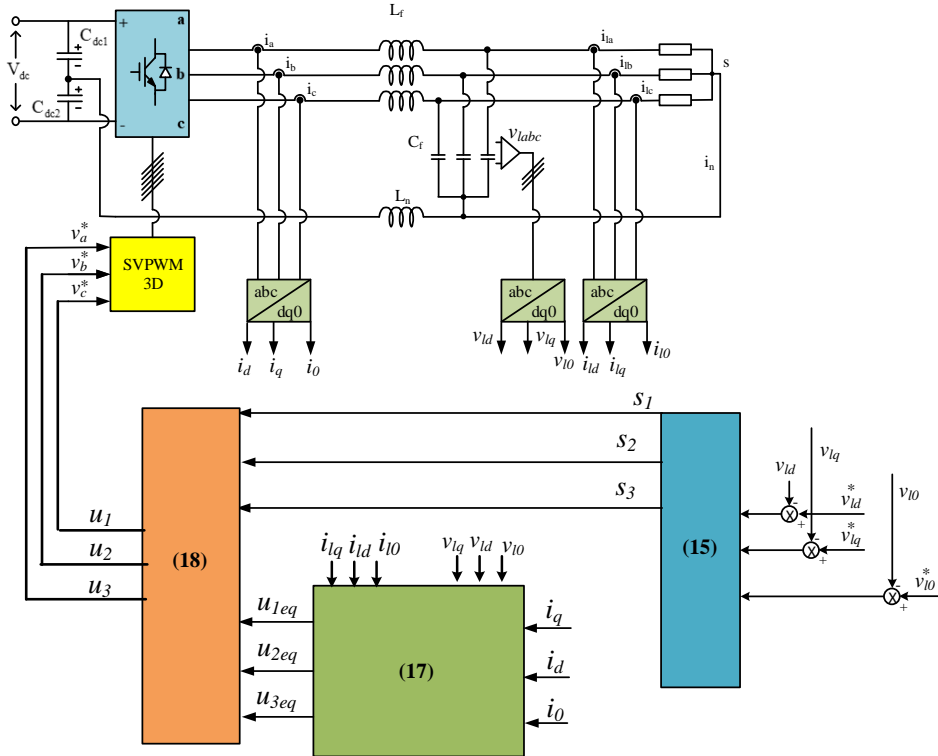 L_f
C_dc1
+
a
i_a
i_la
V_dc
b
i_b
i_lb
s
C_dc2
-
c
i_c
i_lc
C_f
v_labc
i_n
L_n
v_a*
v_b*
v_c*
SVPWM
3D
abc
dq0
abc
dq0
abc
dq0
i_d
i_q
i_0
v_ld
v_lq
v_l0
i_ld
i_lq
i_l0
s_1
s_2
s_3
v_ld
v_lq
v_l0
-
+
v_ld*
-
+
v_lq*
-
+
v_l0*
(15)
(18)
u_1
u_2
u_3
i_lq
i_ld
i_l0
v_lq
v_ld
v_l0
u_1eq
u_2eq
u_3eq
(17)
i_q
i_d
i_0